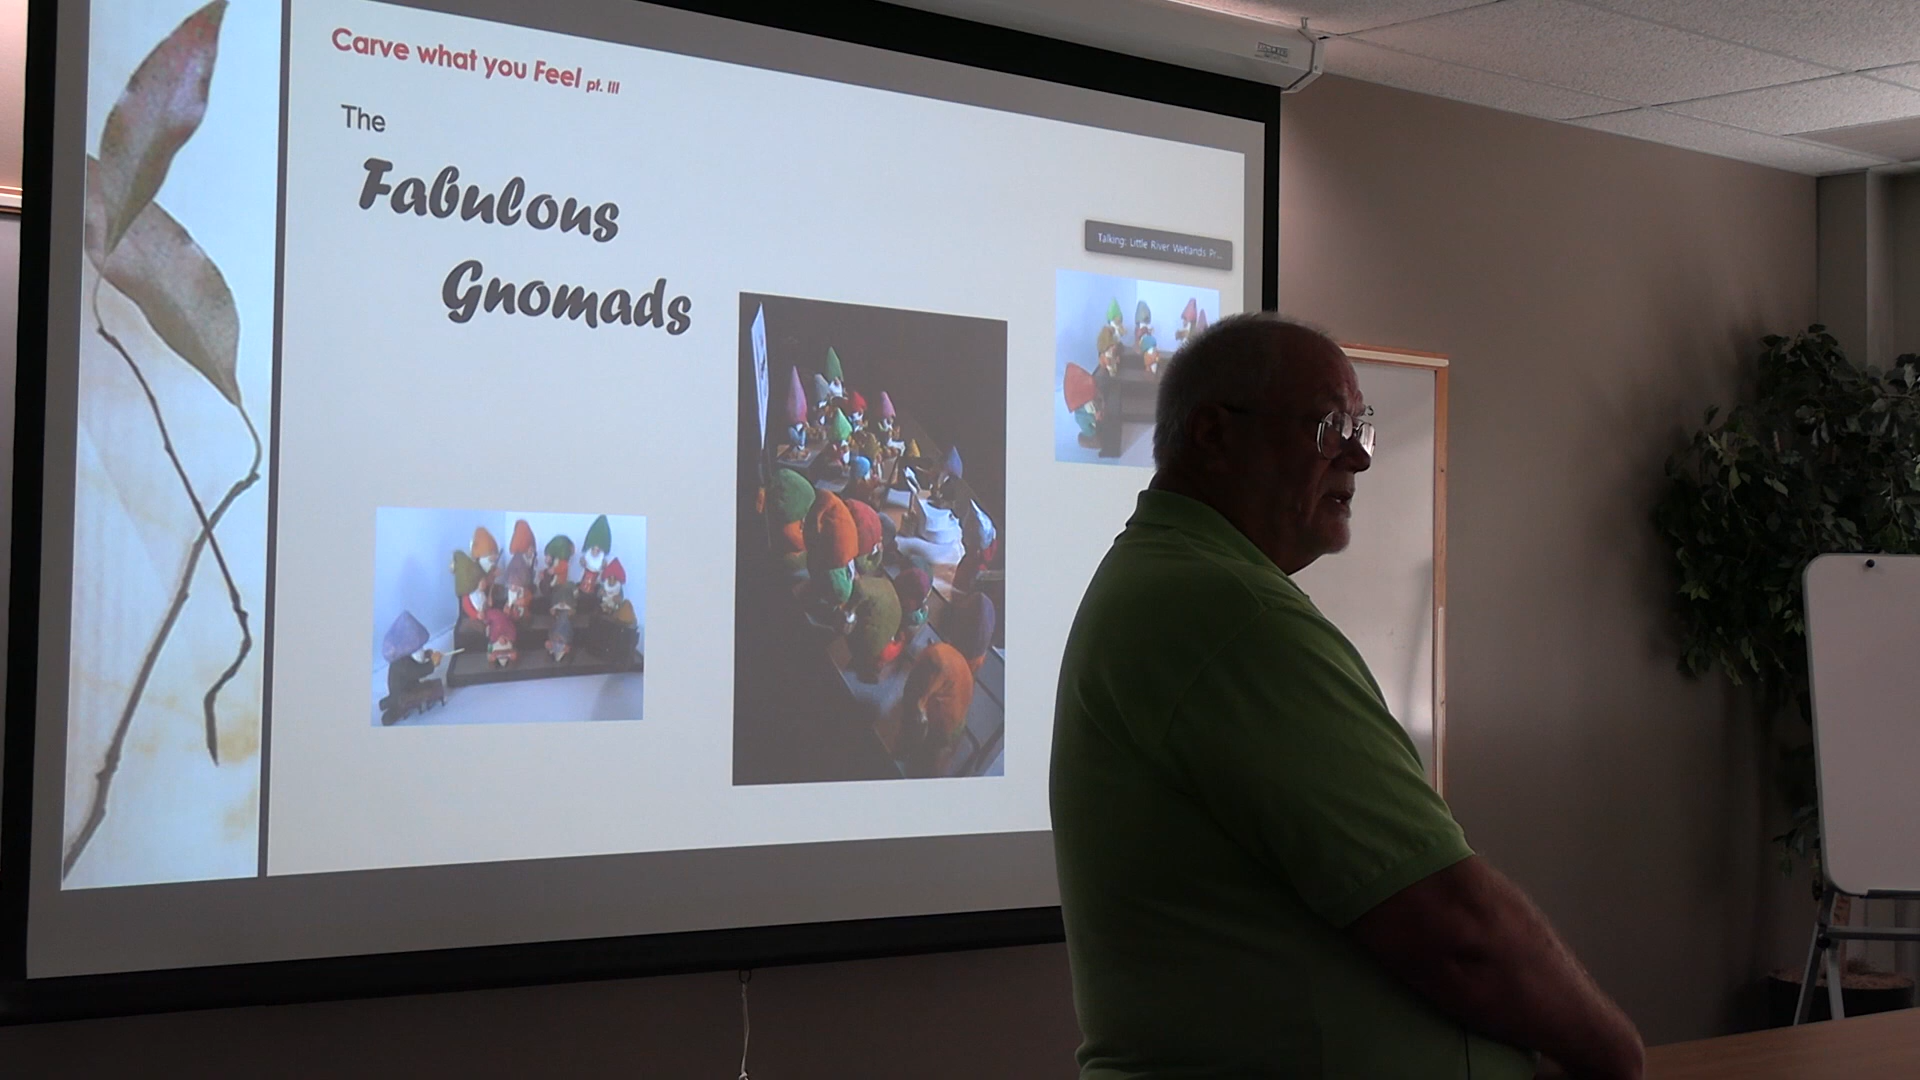 Carve what you Feel pt. III
The
Fabulous
Gnomads
Talking: Little River Wetlands Pr...